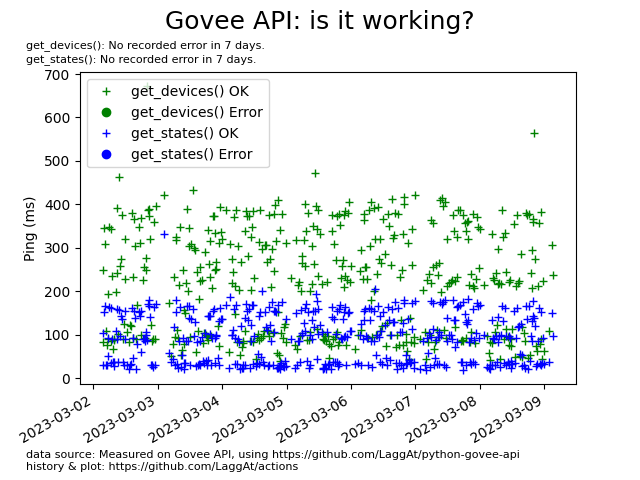 Govee API: is it working?
get_devices(): No recorded error in 7 days.
get_states(): No recorded error in 7 days.
get_devices() OK
get_devices() Error
get_states() OK
get_states() Error
Ping (ms)
700
600
500
400
300
200
100
0
2023-03-02
2023-03-03
2023-03-04
2023-03-05
2023-03-06
2023-03-07
2023-03-08
2023-03-09
data source: Measured on Govee API, using https://github.com/LaggAt/python-govee-api
history & plot: https://github.com/LaggAt/actions